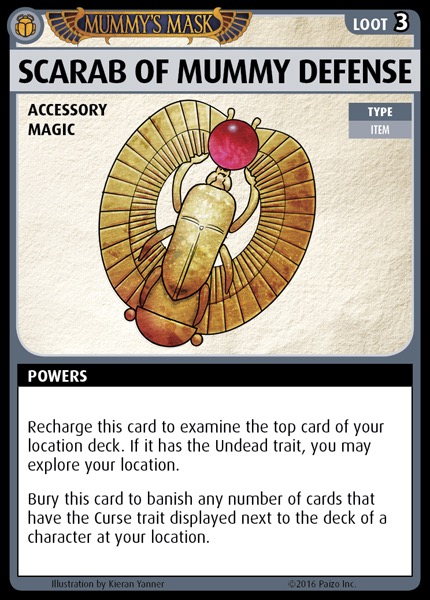 MUMMY'S MASK
LOOT 3
SCARAB OF MUMMY DEFENSE
ACCESSORY
MAGIC
TYPE
ITEM
POWERS
Recharge this card to examine the top card of your
location deck. If it has the Undead trait, you may
explore your location.
Bury this card to banish any number of cards that
have the Curse trait displayed next to the deck of a
character at your location.
Illustration by Kieran Yanner
©2016 Paizo Inc.